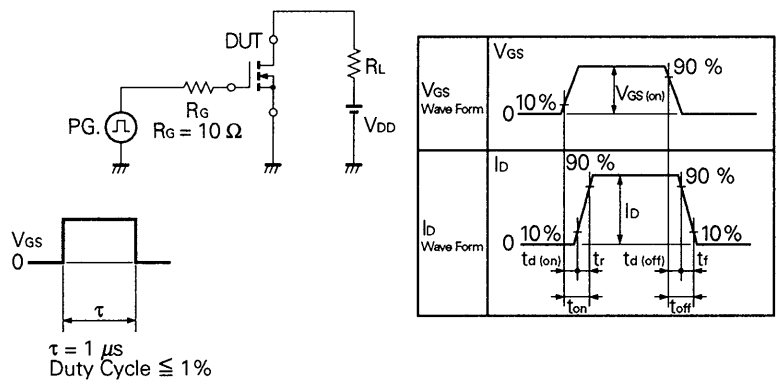 DUT
PG.
RG
RG = 10 Ω
RL
VDD
VGS
0
τ
τ = 1 μs
Duty Cycle ≦ 1%
VGS
Wave Form
VGS
0
10 %
VGS (on)
90 %
ID
Wave Form
ID
90 %
90 %
0
10 %
ID
10 %
td (on)
tr
td (off)
tf
ton
toff